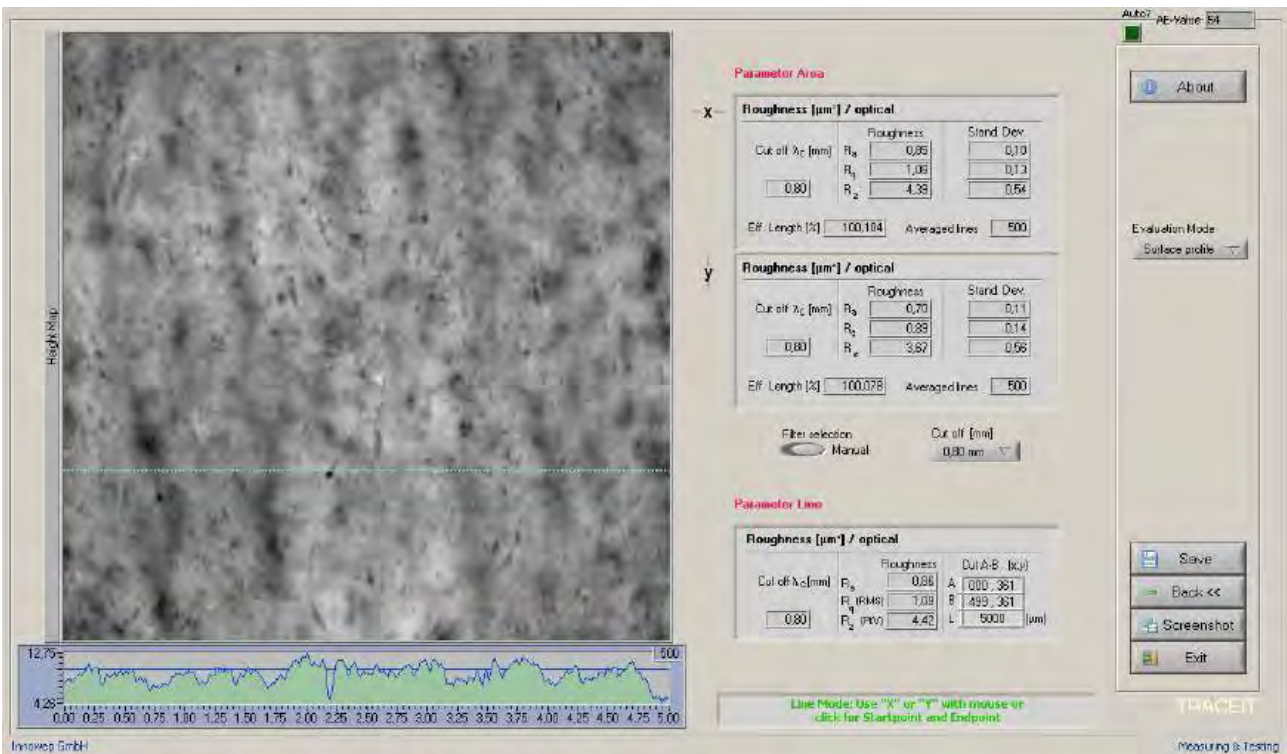 Auto? AE-Value 54
About
Evaluation Mode
Surface profile
Save
Back <<
Screenshot
Exit
TRACEiT
Measuring & Testing
Height Map
Parameter Area
x
Roughness [µm*] / optical
Roughness Stand. Dev.
Cut off λc [mm] Ra 0,85 0,10
Rq 1,06 0,13
0,80 Rz 4,39 0,54
Eff. Length [%] 100,184 Averaged lines 500
y
Roughness [µm*] / optical
Roughness Stand. Dev.
Cut off λc [mm] Ra 0,70 0,11
Rq 0,89 0,14
0,80 Rz 3,67 0,56
Eff. Length [%] 100,078 Averaged lines 500
Filter selection Cut off [mm]
Manual 0,80 mm
Parameter Line
Roughness [µm*] / optical
Roughness Cut A-B (x,y)
Cut off λc [mm] Ra 0,86 A 000 , 361
Rq (RMS) 1,09 B 499 , 361
0,80 Rz (PtV) 4,42 L 5000 [µm]
Line Mode: Use "X" or "Y" with mouse or
click for Startpoint and Endpoint
12,75 500
4,28
0.00 0.25 0.50 0.75 1.00 1.25 1.50 1.75 2.00 2.25 2.50 2.75 3.00 3.25 3.50 3.75 4.00 4.25 4.50 4.75 5.00
Innowep GmbH